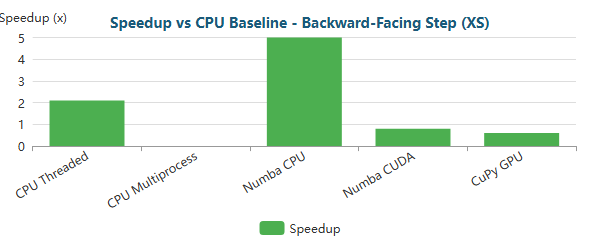 Speedup (x)
Speedup vs CPU Baseline - Backward-Facing Step (XS)
5
4
3
2
1
0
CPU Threaded
CPU Multiprocess
Numba CPU
Numba CUDA
CuPy GPU
Speedup